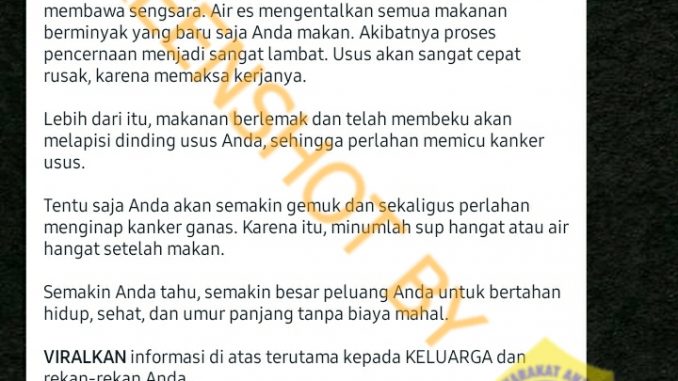 membawa sengsara. Air es mengentalkan semua makanan
berminyak yang baru saja Anda makan. Akibatnya proses
pencernaan menjadi sangat lambat. Usus akan sangat cepat
rusak, karena memaksa kerjanya.
Lebih dari itu, makanan berlemak dan telah membeku akan
melapisi dinding usus Anda, sehingga perlahan memicu kanker
usus.
Tentu saja Anda akan semakin gemuk dan sekaligus perlahan
menginap kanker ganas. Karena itu, minumlah sup hangat atau air
hangat setelah makan.
Semakin Anda tahu, semakin besar peluang Anda untuk bertahan
hidup, sehat, dan umur panjang tanpa biaya mahal.
VIRALKAN informasi di atas terutama kepada KELUARGA dan
rekan-rekan Anda
EENSHOT BY
ARAKAT AN